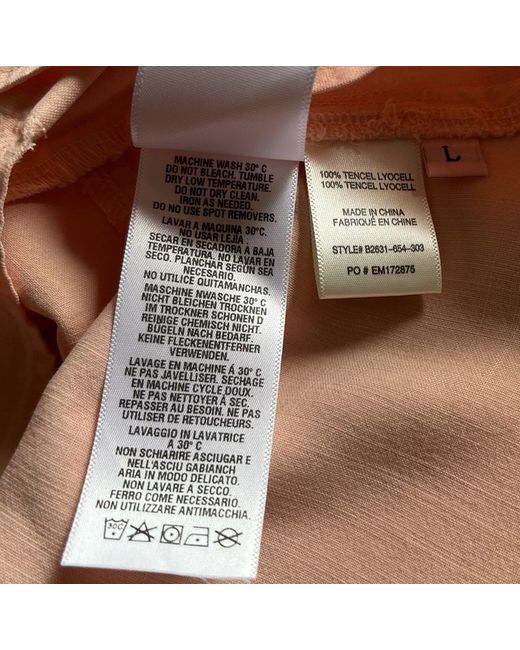 MACHINE WASH 30° C
DO NOT BLEACH. TUMBLE
DRY LOW TEMPERATURE.
DO NOT DRY CLEAN.
IRON AS NEEDED.
DO NOT USE SPOT REMOVERS.
LAVAR A MAQUINA 30°C.
NO USAR LEJIA.
SECAR EN SECADORA Á BAJA
TEMPERATURA. NO LAVAR EN
SECO. PLANCHAR SEGÚN SEA
NECESARIO.
NO UTILICE QUITAMANCHAS.
MASCHINE NWASCHE 30° C
NICHT BLEICHEN TROCKNEN
IM TROCKNER SCHONEN D
REINIGE CHEMISCH NICHT.
BÜGELN NACH BEDARF.
KEINE FLECKENENTFERNER
VERWENDEN.
LAVAGE EN MACHINE Á 30° C
NE PAS JAVELLISER. SECHAGE
EN MACHINE CYCLE DOUX.
NE PAS NETTOYER À SEC.
REPASSER AU BESOIN. NE PAS
UTILISER DE RETOUCHEURS.
LAVAGGIO IN LAVATRICE
A 30° C
NON SCHIARIRE ASCIUGAR E
NELL'ASCIU GABIANCH
ARIA IN MODO DELICATO.
NON LAVARE A SECCO.
FERRO COME NECESSARIO.
NON UTILIZZARE ANTIMACCHIA.
30C
100% TENCEL LYOCELL
100% TENCEL LYOCELL
MADE IN CHINA
FABRIQUÉ EN CHINE
STYLE# B2631-654-303
PO # EM172875
L